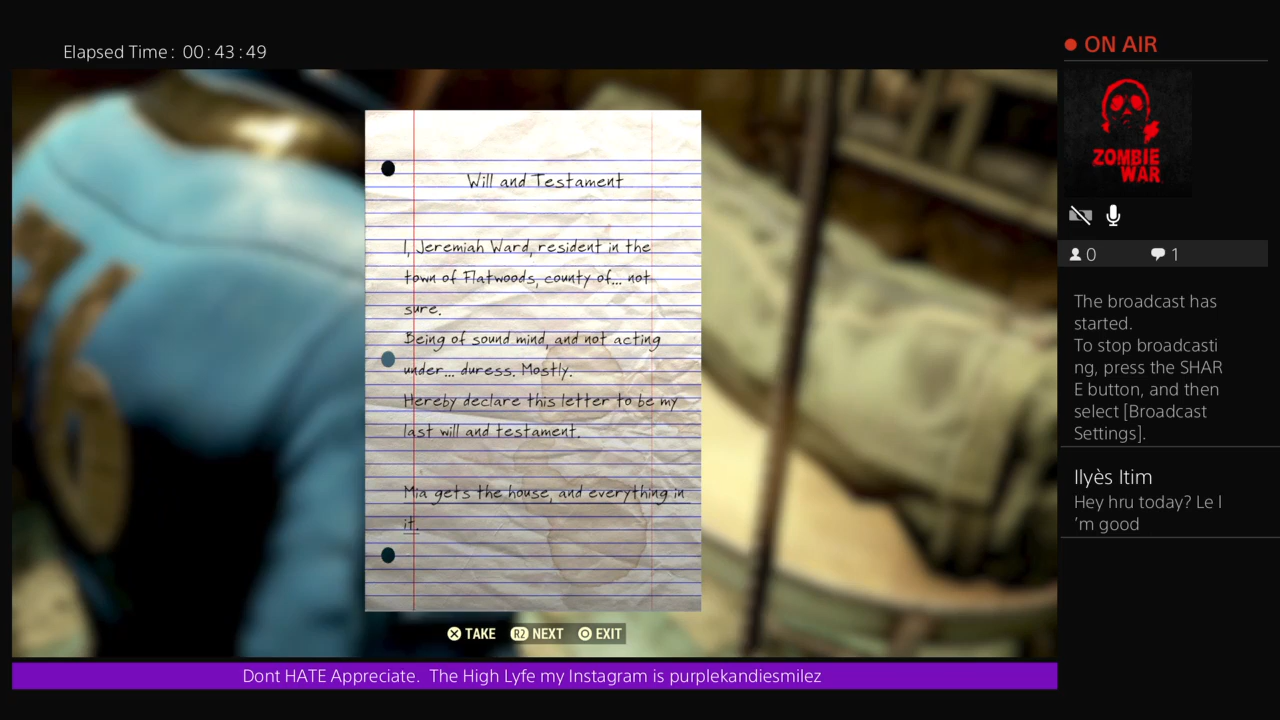 Elapsed Time: 00:43:49
ON AIR
ZOMBIE
WAR
0
1
The broadcast has
started.
To stop broadcasti
ng, press the SHAR
E button, and then
select [Broadcast
Settings].
Ilyès Itim
Hey hru today? Le I
'm good
76
Will and Testament
I, Jeremiah Ward, resident in the
town of Flatwoods, county of... not
sure.
Being of sound mind, and not acting
under... duress. Mostly.
Hereby declare this letter to be my
last will and testament.
Mia gets the house, and everything in
it.
TAKE R2 NEXT EXIT
Dont HATE Appreciate. The High Lyfe my Instagram is purplekandiesmilez